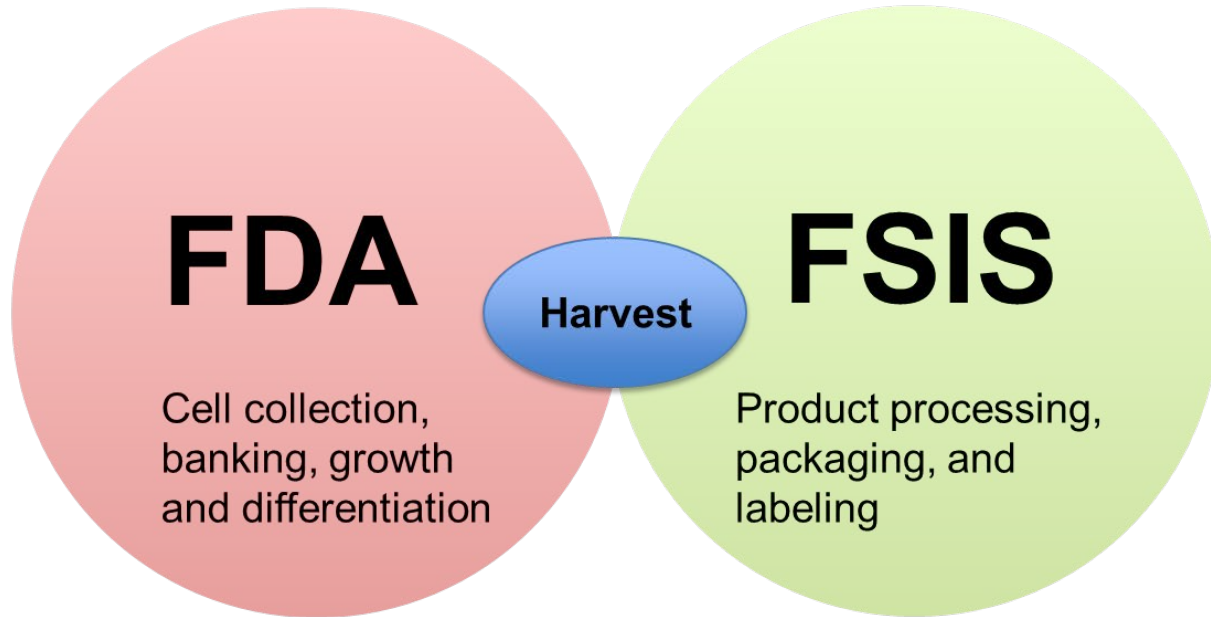 FDA
Cell collection,
banking, growth
and differentiation
Harvest
FSIS
Product processing,
packaging, and
labeling